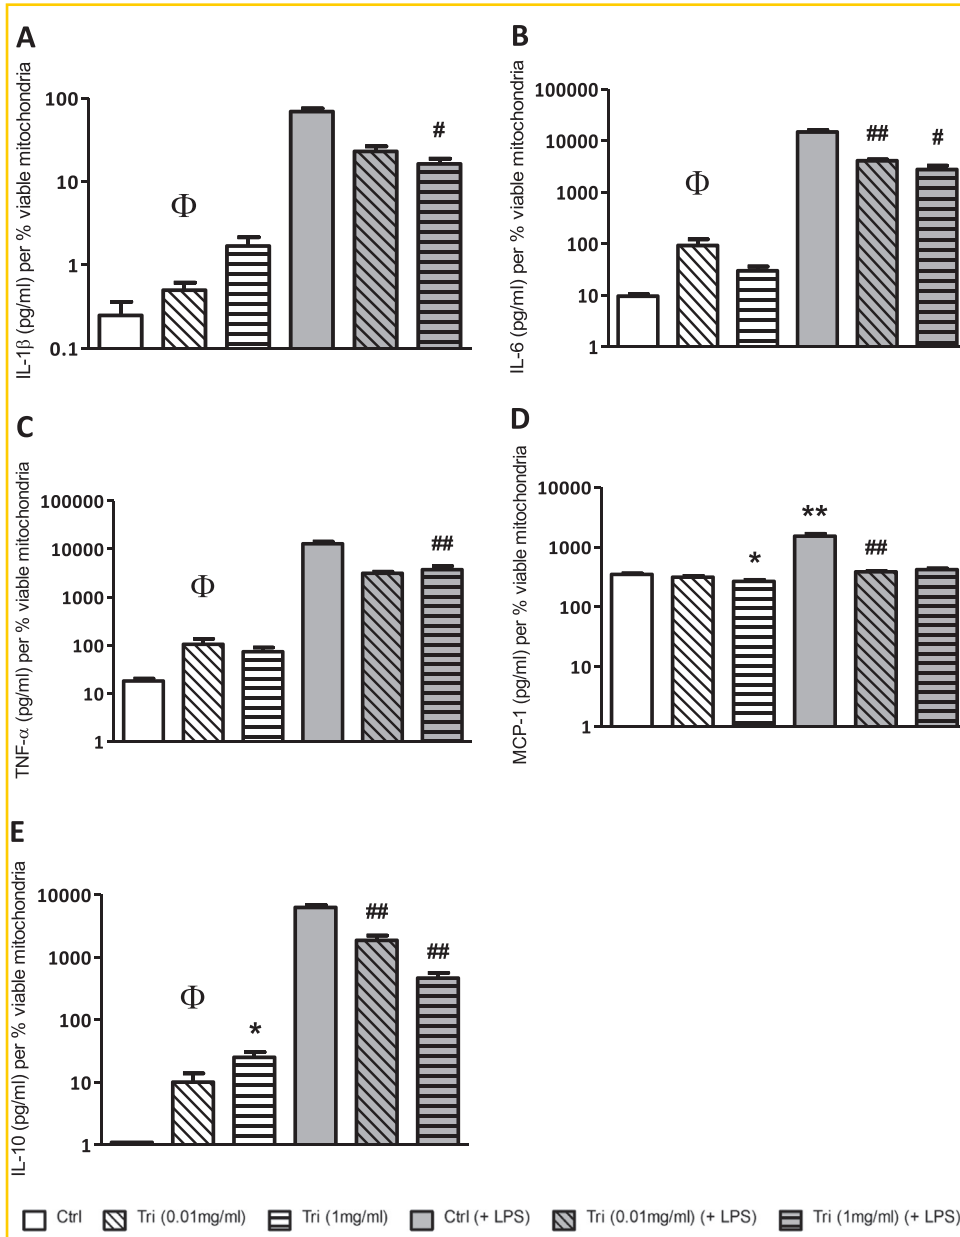 A
IL-1β (pg/ml) per % viable mitochondria
100
10
1
0.1
Φ
#
B
IL-6 (pg/ml) per % viable mitochondria
100000
10000
1000
100
10
1
Φ
##
#
C
TNF-α (pg/ml) per % viable mitochondria
100000
10000
1000
100
10
1
Φ
##
D
MCP-1 (pg/ml) per % viable mitochondria
10000
1000
100
10
1
*
**
##
E
IL-10 (pg/ml) per % viable mitochondria
10000
1000
100
10
1
Φ
*
##
##
Ctrl Tri (0.01mg/ml) Tri (1mg/ml) Ctrl (+ LPS) Tri (0.01mg/ml) (+ LPS) Tri (1mg/ml) (+ LPS)